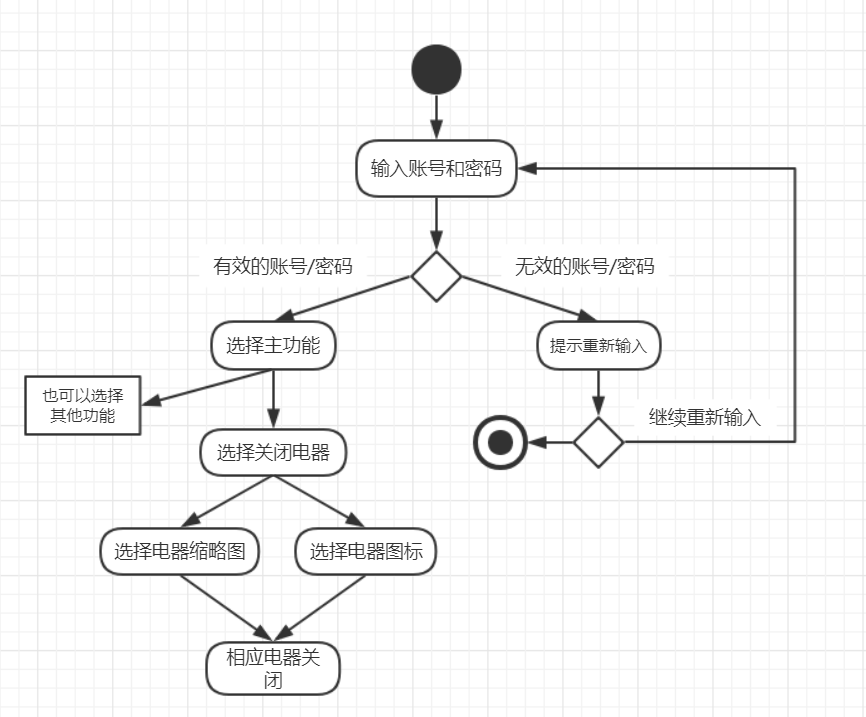 输入账号和密码
有效的账号/密码
无效的账号/密码
选择主功能
提示重新输入
也可以选择
其他功能
继续重新输入
选择关闭电器
选择电器缩略图
选择电器图标
相应电器关
闭